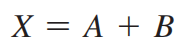 X = A + B